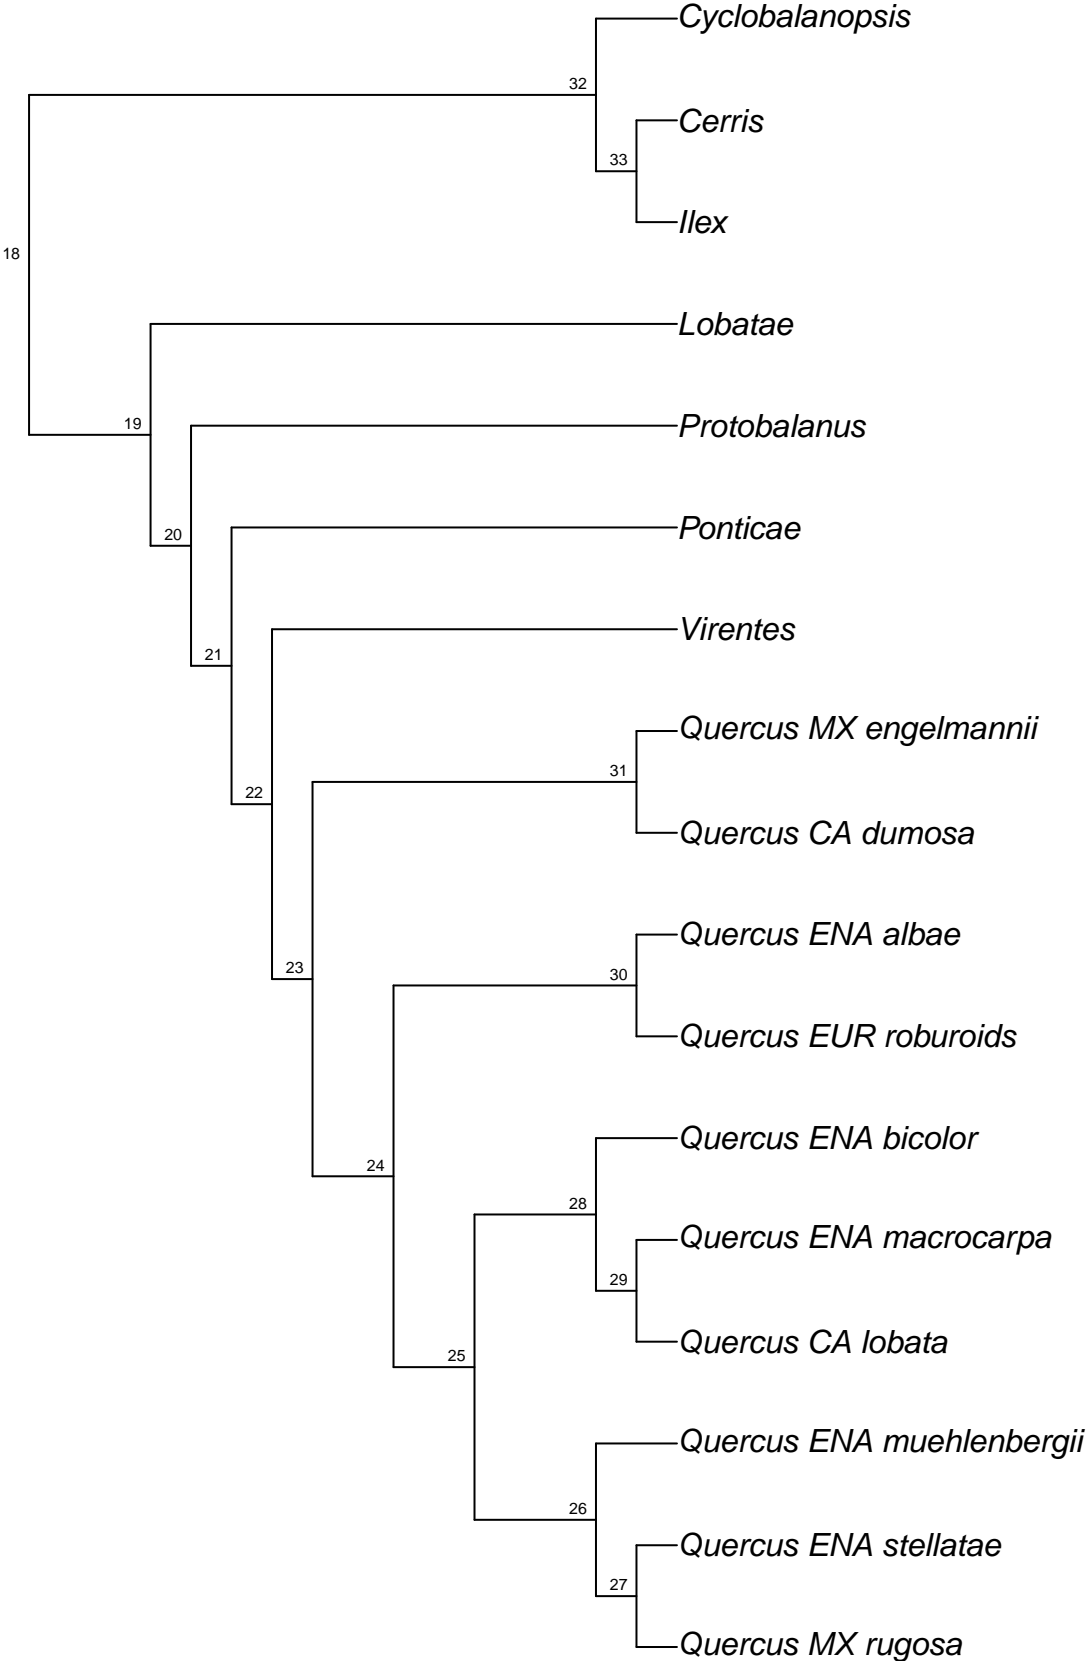 Cyclobalanopsis
32
Cerris
33
Ilex
18
Lobatae
19
Protobalanus
20
Ponticae
Virentes
21
Quercus MX engelmannii
31
22
Quercus CA dumosa
Quercus ENA albae
23
30
Quercus EUR roburoids
Quercus ENA bicolor
24
28
Quercus ENA macrocarpa
29
Quercus CA lobata
25
Quercus ENA muehlenbergii
26
Quercus ENA stellatae
27
Quercus MX rugosa